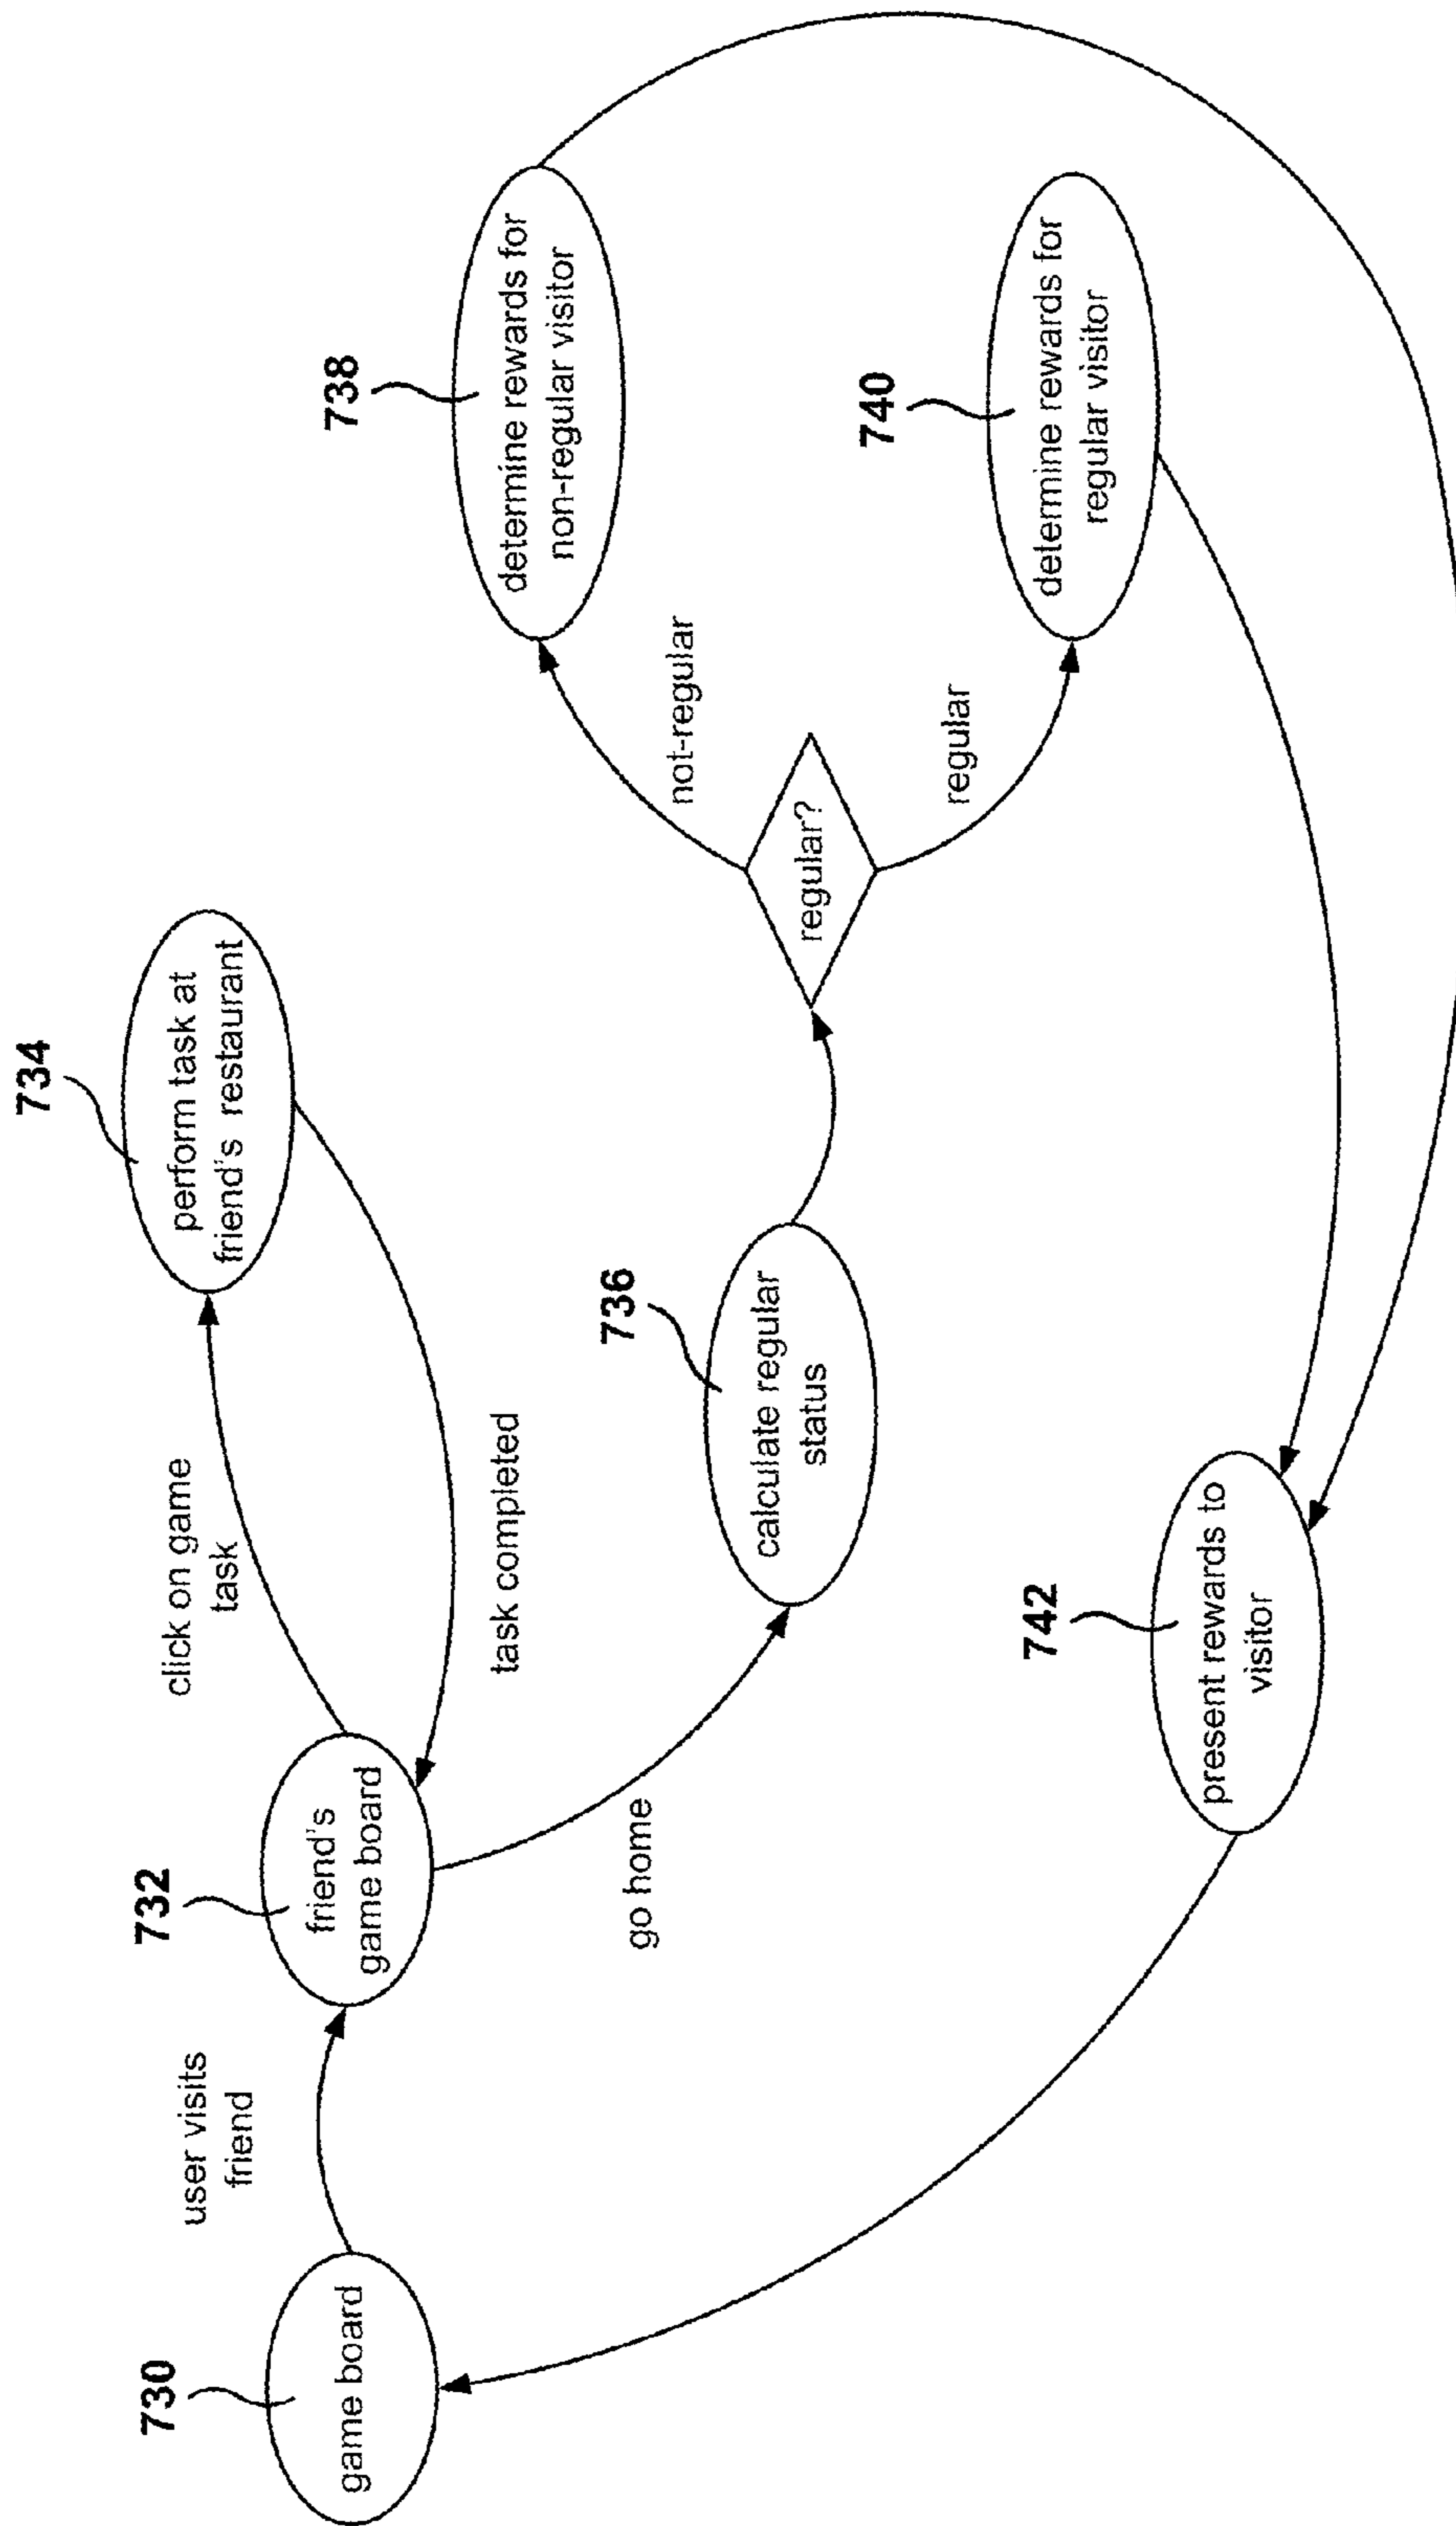 734
perform task at
friend's restaurant
click on game
task
task completed
732
friend's
game board
user visits
friend
730
game board
go home
736
calculate regular
status
regular?
not-regular
regular
738
determine rewards for
non-regular visitor
740
determine rewards for
regular visitor
742
present rewards to
visitor